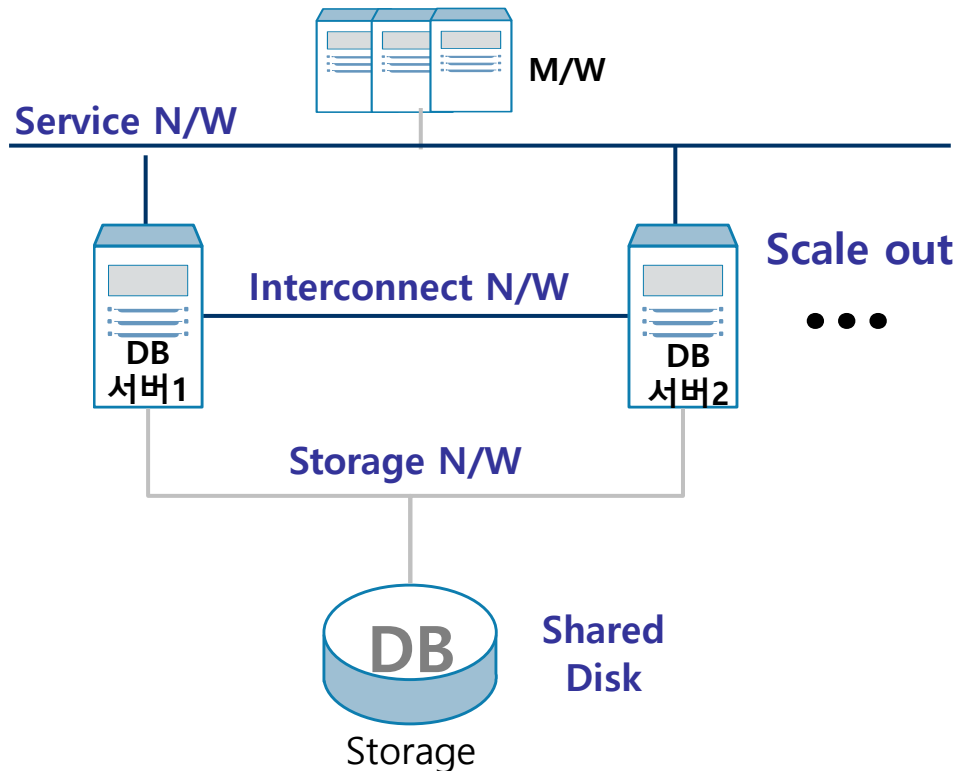 M/W
Service N/W
Scale out
Interconnect N/W
● ● ●
DB
서버1
DB
서버2
Storage N/W
DB
Shared
Disk
Storage